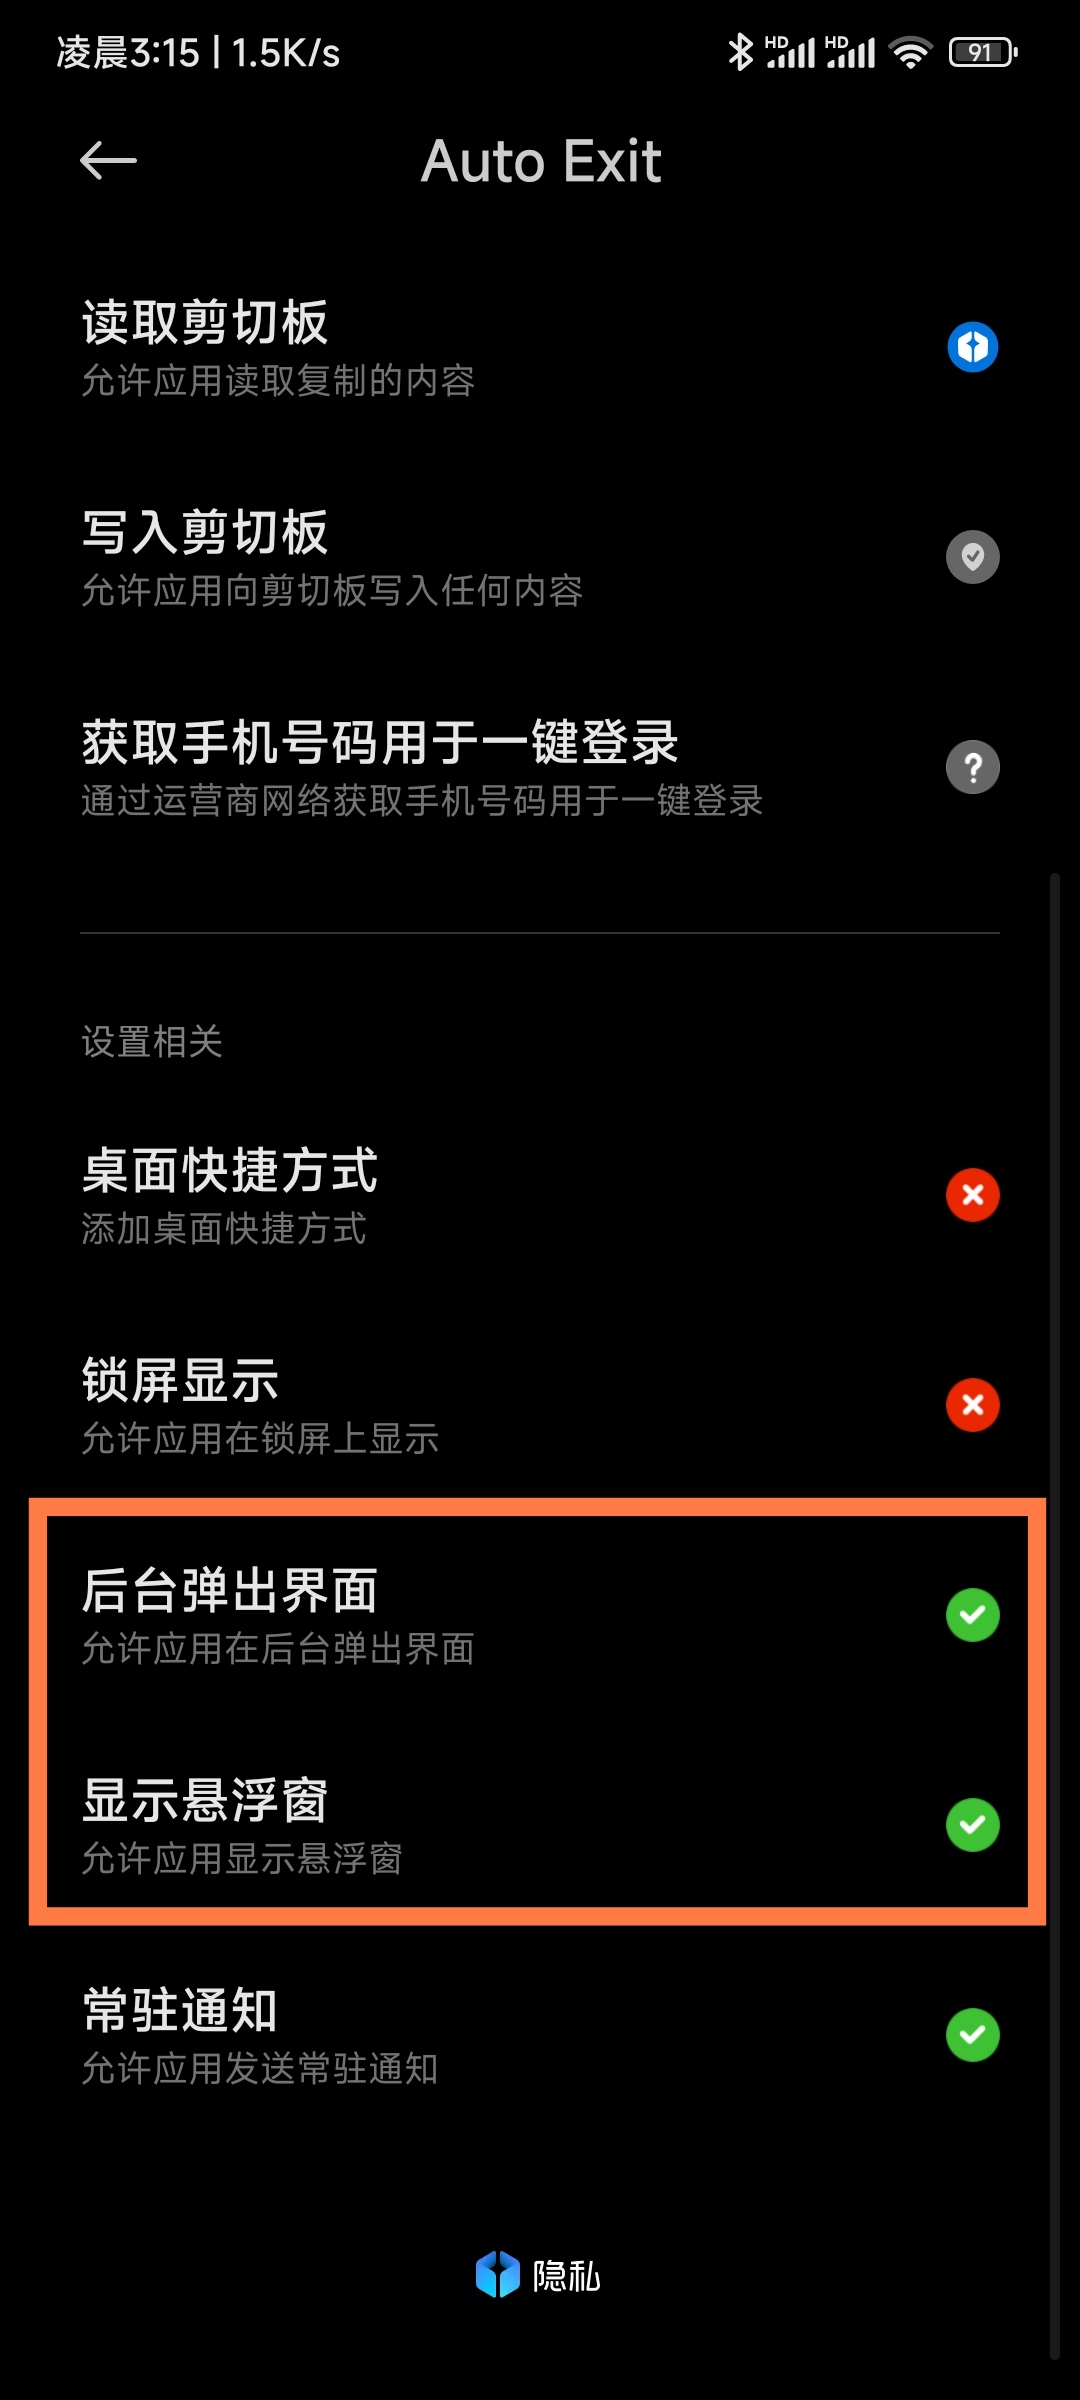 凌晨3:15 | 1.5K/s
HD HD 91
Auto Exit
读取剪切板
允许应用读取复制的内容
写入剪切板
允许应用向剪切板写入任何内容
获取手机号码用于一键登录
通过运营商网络获取手机号码用于一键登录
设置相关
桌面快捷方式
添加桌面快捷方式
锁屏显示
允许应用在锁屏上显示
后台弹出界面
允许应用在后台弹出界面
显示悬浮窗
允许应用显示悬浮窗
常驻通知
允许应用发送常驻通知
隐私